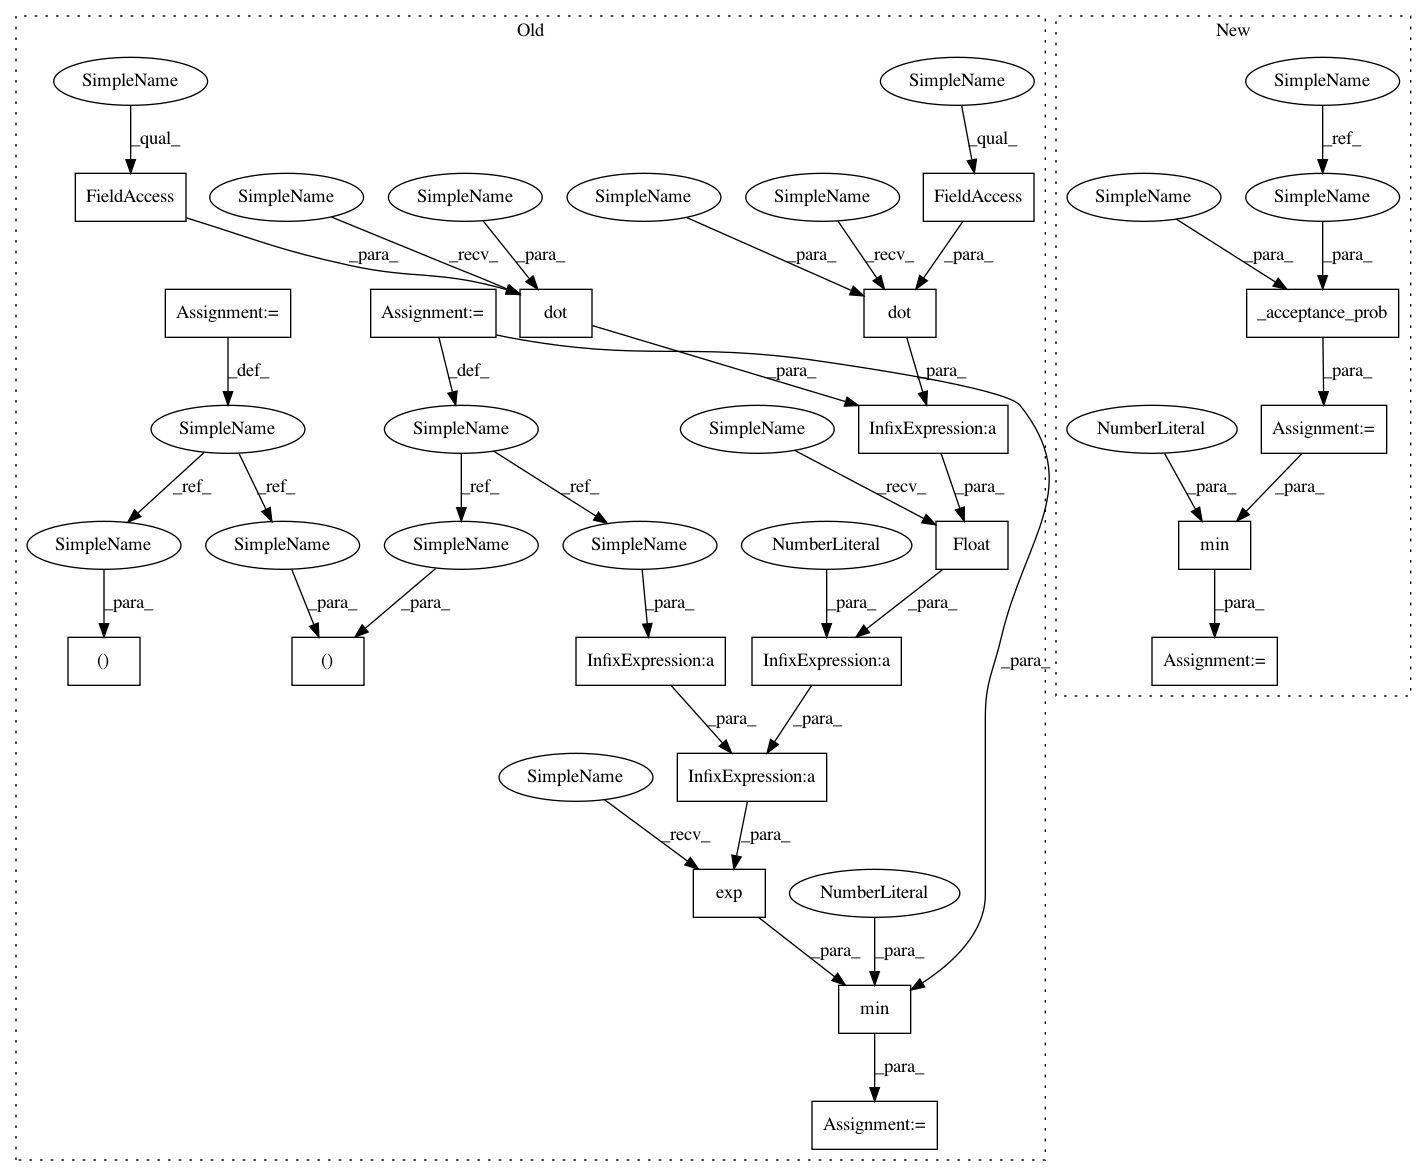 Old
New
SimpleName
SimpleName
SimpleName
_qual_
_qual_
_ref_
FieldAccess
SimpleName
SimpleName
SimpleName
SimpleName
FieldAccess
SimpleName
SimpleName
_para_
_recv_
_para_
_para_
_recv_
_para_
_para_
_para_
Assignment:=
Assignment:=
dot
dot
_acceptance_prob
_def_
_def_
_para_
_para_
_para_
SimpleName
SimpleName
SimpleName
InfixExpression:a
NumberLiteral
Assignment:=
_ref_
_ref_
_ref_
_ref_
_recv_
_para_
_para_
_para_
SimpleName
SimpleName
SimpleName
SimpleName
NumberLiteral
Float
min
_para_
_para_
_para_
_para_
_para_
_para_
_para_
()
()
InfixExpression:a
InfixExpression:a
_para_
Assignment:=
_para_
_para_
SimpleName
InfixExpression:a
_recv_
_para_
exp
NumberLiteral
_para_
_para_
min
_para_
Assignment:=